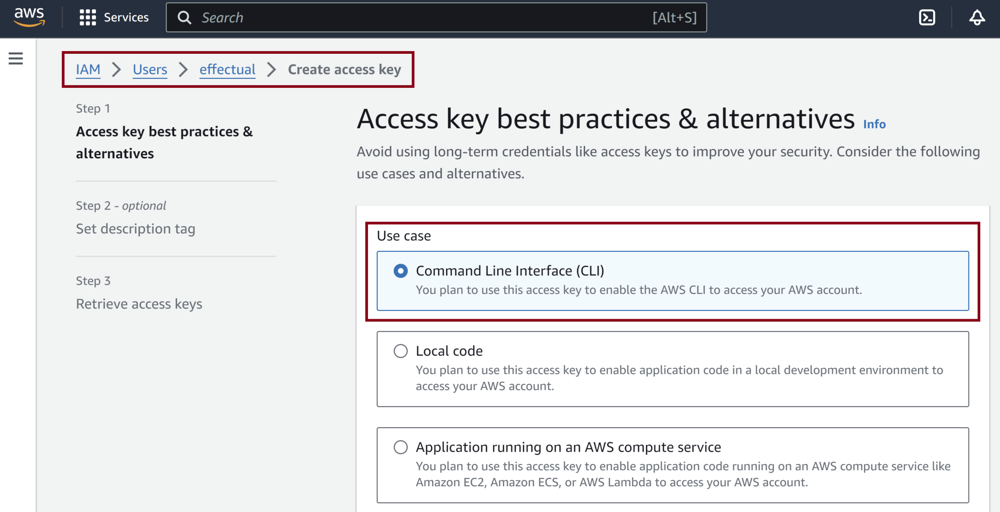 aws
Services
Search
[Alt+S]
IAM
Users
effectual
Create access key
Step 1
Access key best practices &
alternatives
Step 2 - optional
Set description tag
Step 3
Retrieve access keys
Access key best practices & alternatives Info
Avoid using long-term credentials like access keys to improve your security. Consider the following
use cases and alternatives.
Use case
Command Line Interface (CLI)
You plan to use this access key to enable the AWS CLI to access your AWS account.
Local code
You plan to use this access key to enable application code in a local development environment to
access your AWS account.
Application running on an AWS compute service
You plan to use this access key to enable application code running on an AWS compute service like
Amazon EC2, Amazon ECS, or AWS Lambda to access your AWS account.